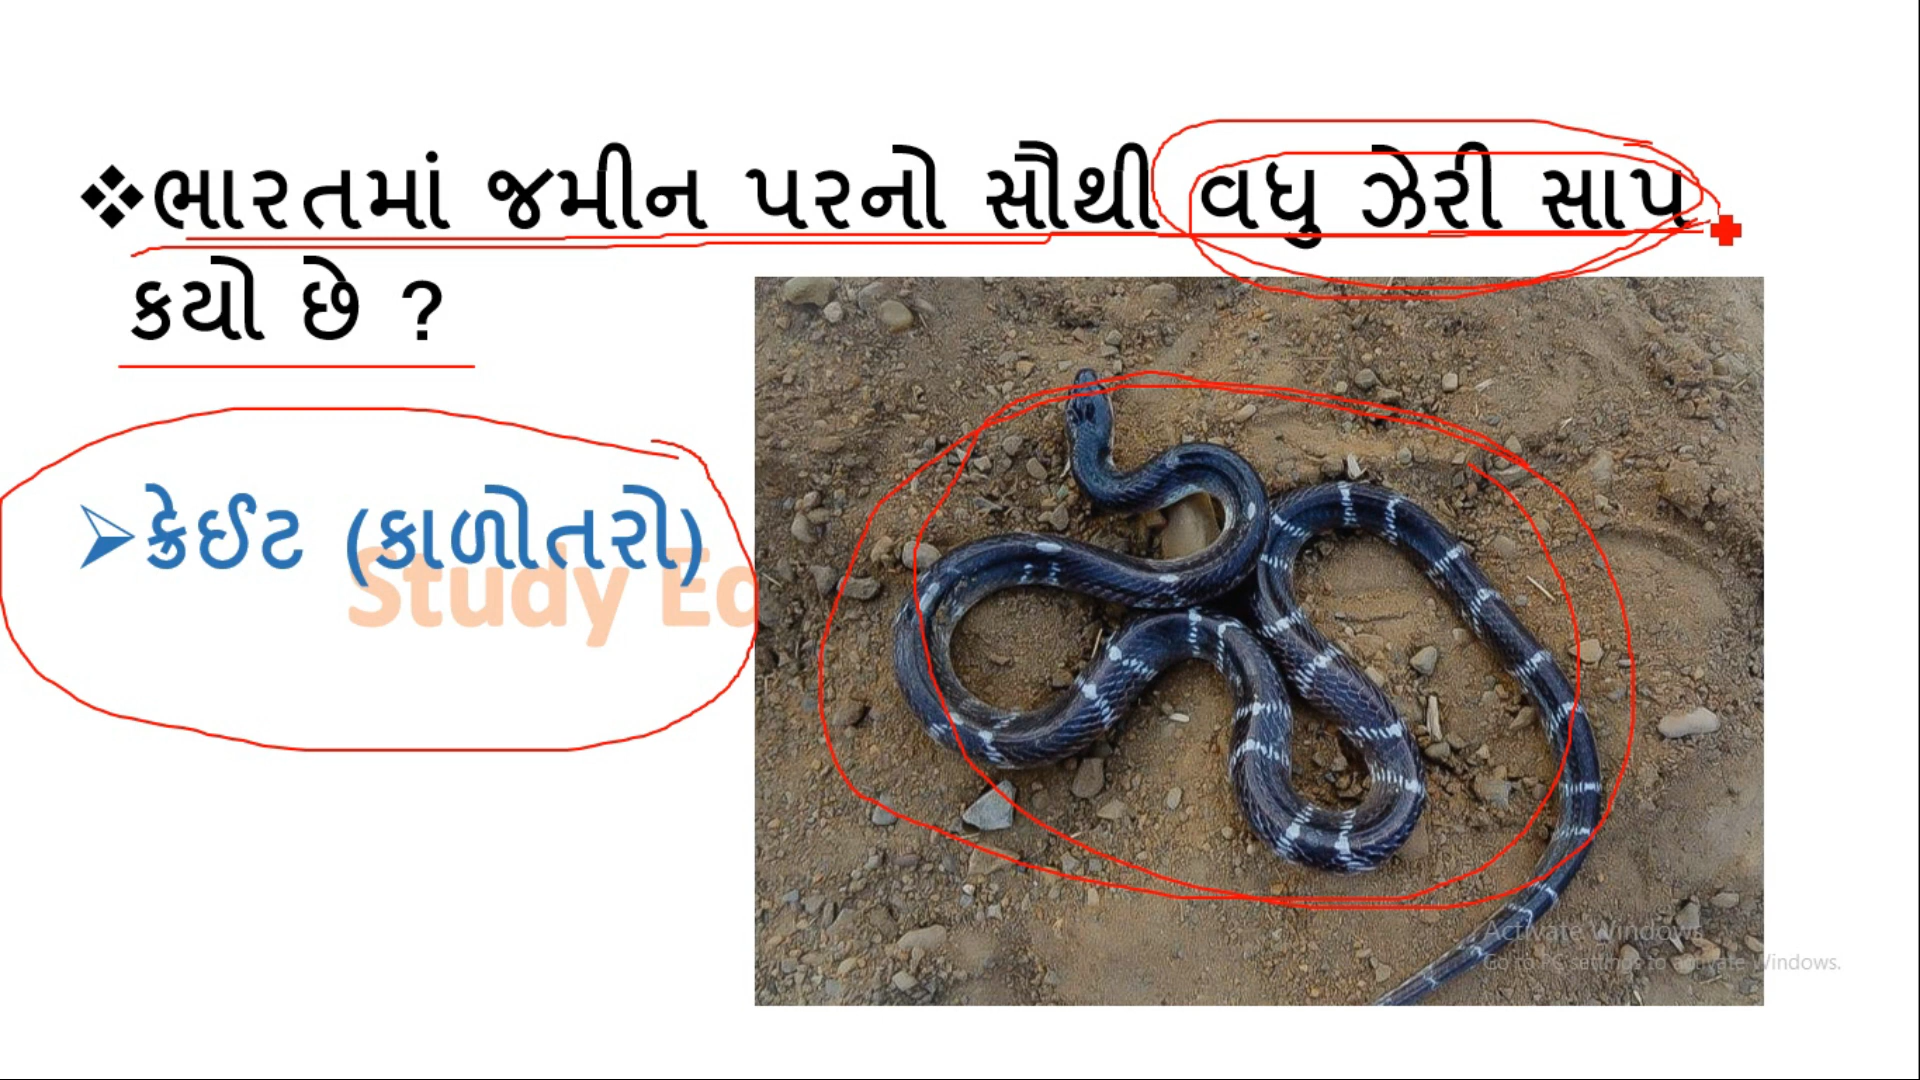 ❖ભારતમાં જમીન પરનો સૌથી વધુ ઝેરી સાપ
કયો છે ?
➢ક્રેઈટ (કાળોતરો)
Study Ed
Activate Windows
Go to PC settings to activate Windows.